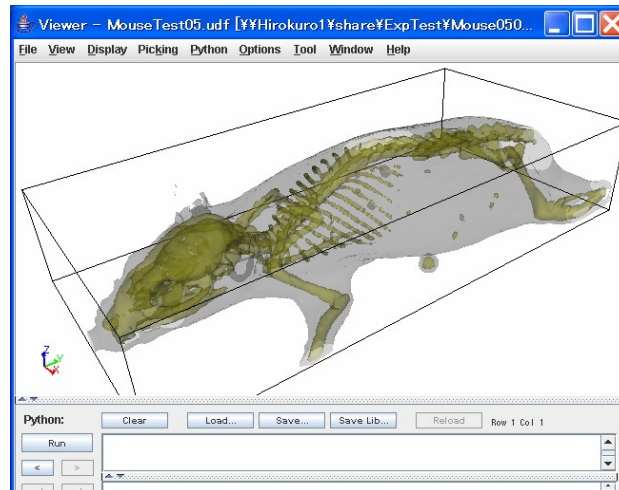 Viewer - MouseTest05.udf [¥¥Hirokuro1¥share¥ExpTest¥Mouse050...
File View Display Picking Python Options Tool Window Help
Z
Y
X
Python: Clear Load... Save... Save Lib... Reload Row 1 Col 1
Run
< >